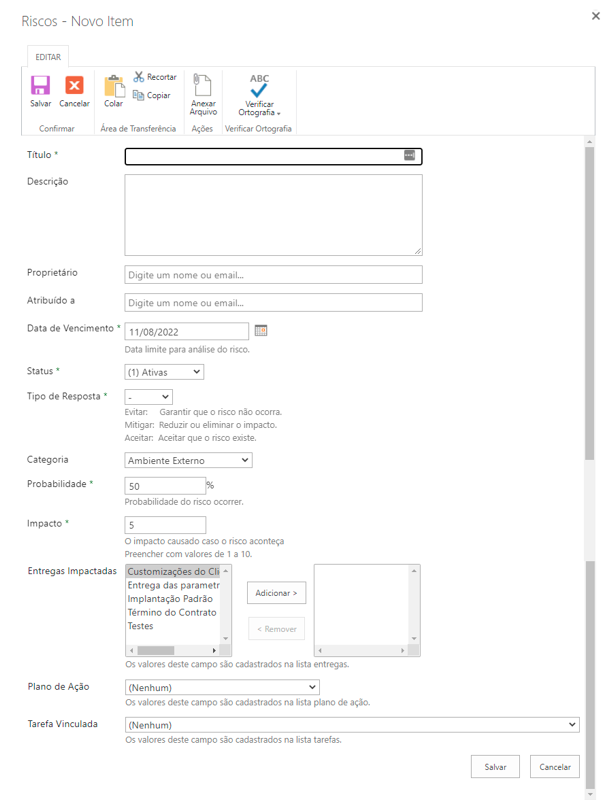 Riscos - Novo Item
EDITAR
Salvar
Cancelar
Colar
Recortar
Copiar
Anexar
Arquivo
ABC
Verificar
Ortografia
Confirmar
Área de Transferência
Ações
Verificar Ortografia
Título *
Descrição
Proprietário
Digite um nome ou email...
Atribuído a
Digite um nome ou email...
Data de Vencimento *
11/08/2022
Data limite para análise do risco.
Status *
(1) Ativas
Tipo de Resposta *
-
Evitar: Garantir que o risco não ocorra.
Mitigar: Reduzir ou eliminar o impacto.
Aceitar: Aceitar que o risco existe.
Categoria
Ambiente Externo
Probabilidade *
50 %
Probabilidade do risco ocorrer.
Impacto *
5
O impacto causado caso o risco aconteça
Preencher com valores de 1 a 10.
Entregas Impactadas
Customizações do Cli
Entrega das parametr
Implantação Padrão
Término do Contrato
Testes
Adicionar >
< Remover
Os valores deste campo são cadastrados na lista entregas.
Plano de Ação
(Nenhum)
Os valores deste campo são cadastrados na lista plano de ação.
Tarefa Vinculada
(Nenhum)
Os valores deste campo são cadastrados na lista tarefas.
Salvar
Cancelar